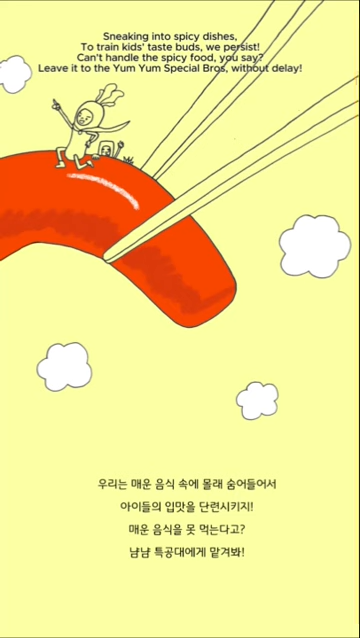 Sneaking into spicy dishes,
To train kids' taste buds, we persist!
Can't handle the spicy food, you say?
Leave it to the Yum Yum Special Bros, without delay!
우리는 매운 음식 속에 몰래 숨어들어서
아이들의 입맛을 단련시키지!
매운 음식을 못 먹는다고?
냠냠 특공대에게 맡겨봐!